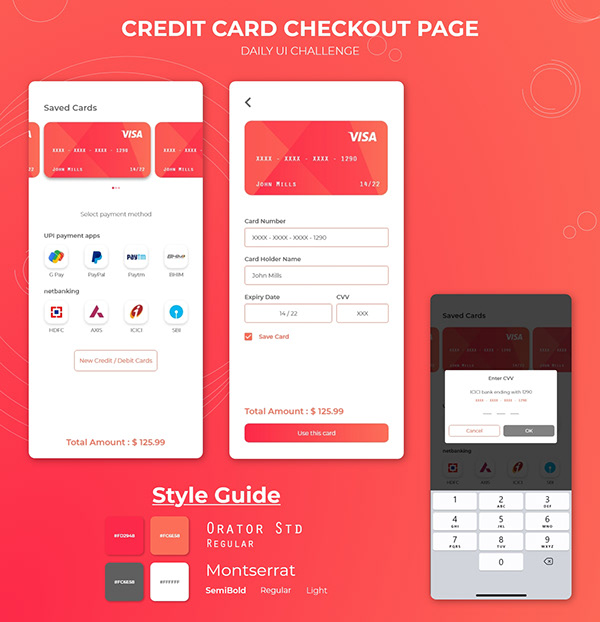 CREDIT CARD CHECKOUT PAGE
DAILY UI CHALLENGE
Saved Cards
VISA
XXXX - XXXX - XXXX - 1290
JOHN MILLS 14/22
Select payment method
UPI payment apps
G Pay PayPal Paytm BHIM
netbanking
HDFC AXIS ICICI SBI
New Credit / Debit Cards
Total Amount : $ 125.99
VISA
XXXX - XXXX - XXXX - 1290
JOHN MILLS 14/22
Card Number
XXXX - XXXX - XXXX - 1290
Card Holder Name
John Mills
Expiry Date CVV
14 / 22 XXX
Save Card
Total Amount : $ 125.99
Use this card
Saved Cards
VISA
Enter CVV
ICICI bank ending with 1290
XXXX - XXXX - XXXX - 1290
Cancel OK
netbanking
HDFC AXIS ICICI SBI
1 2 3
ABC DEF
4 5 6
GHI JKL MNO
7 8 9
PQRS TUV WXYZ
0
Style Guide
#FD2948 #FC6E58
ORATOR STD
REGULAR
#FC6E58 #FFFFFF
Montserrat
SemiBold Regular Light